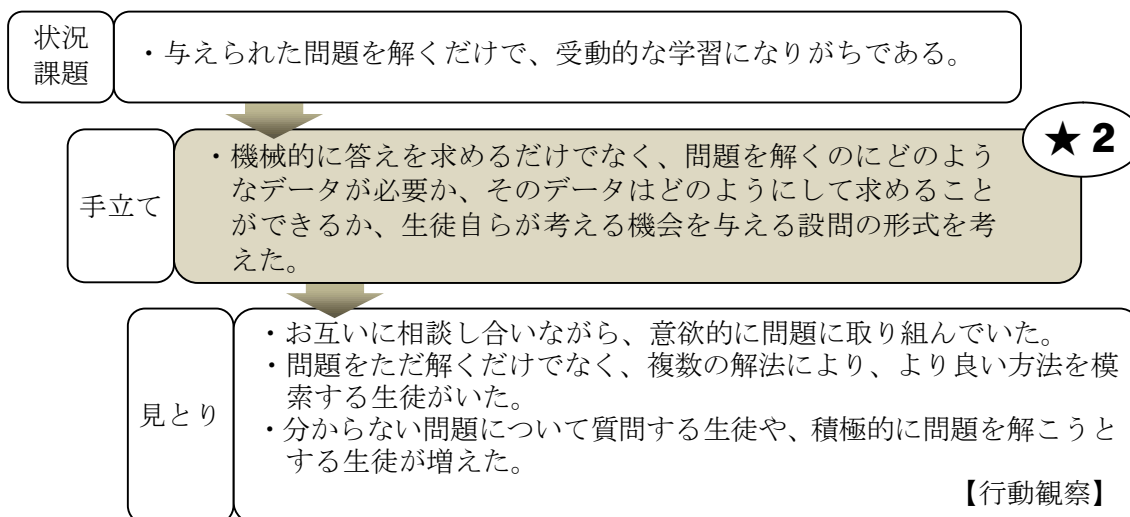 状況
課題
・与えられた問題を解くだけで、受動的な学習になりがちである。
★2
手立て
・機械的に答えを求めるだけでなく、問題を解くのにどのよう
なデータが必要か、そのデータはどのようにして求めること
ができるか、生徒自らが考える機会を与える設問の形式を考
えた。
見とり
・お互いに相談し合いながら、意欲的に問題に取り組んでいた。
・問題をただ解くだけでなく、複数の解法により、より良い方法を模
索する生徒がいた。
・分からない問題について質問する生徒や、積極的に問題を解こうと
する生徒が増えた。
【行動観察】